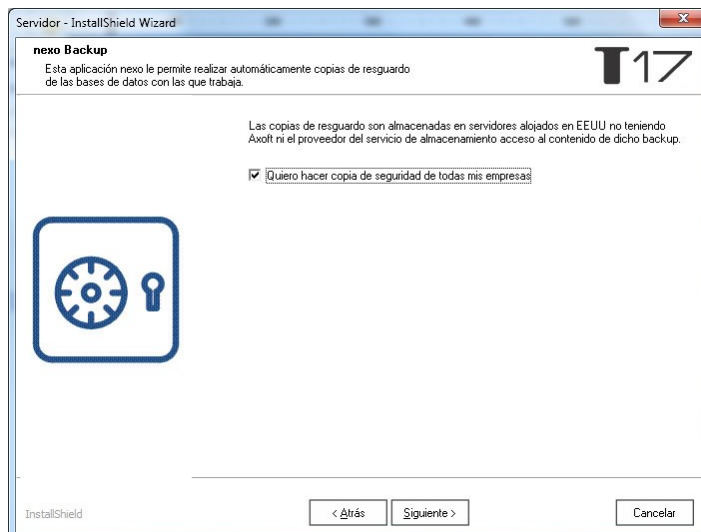 Servidor - InstallShield Wizard
nexo Backup
Esta aplicación nexo le permite realizar automáticamente copias de resguardo
de las bases de datos con las que trabaja.
T17
Las copias de resguardo son almacenadas en servidores alojados en EEUU no teniendo
Axoft ni el proveedor del servicio de almacenamiento acceso al contenido de dicho backup.
Quiero hacer copia de seguridad de todas mis empresas
InstallShield
< Atrás
Siguiente >
Cancelar